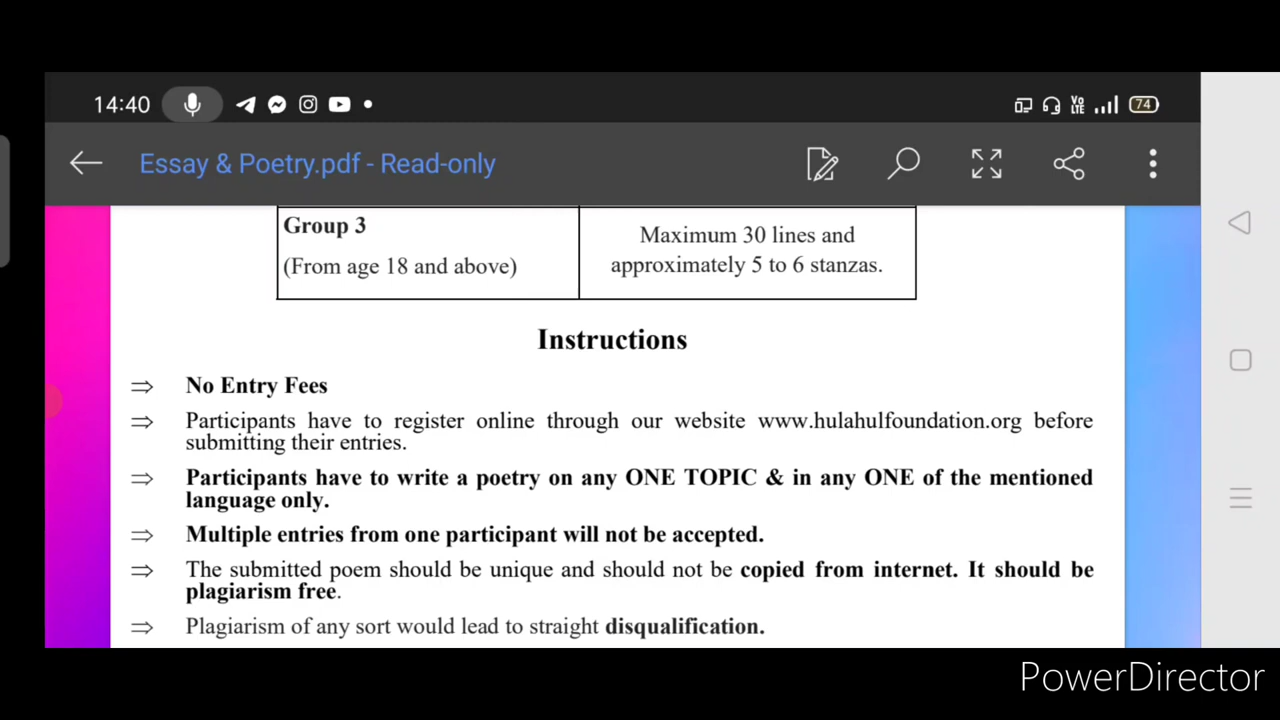 14:40
Vo
LTE
74
Essay & Poetry.pdf - Read-only
Group 3
(From age 18 and above)
Maximum 30 lines and
approximately 5 to 6 stanzas.
Instructions
⇒ No Entry Fees
⇒ Participants have to register online through our website www.hulahulfoundation.org before
submitting their entries.
⇒ Participants have to write a poetry on any ONE TOPIC & in any ONE of the mentioned
language only.
⇒ Multiple entries from one participant will not be accepted.
⇒ The submitted poem should be unique and should not be copied from internet. It should be
plagiarism free.
⇒ Plagiarism of any sort would lead to straight disqualification.
PowerDirector